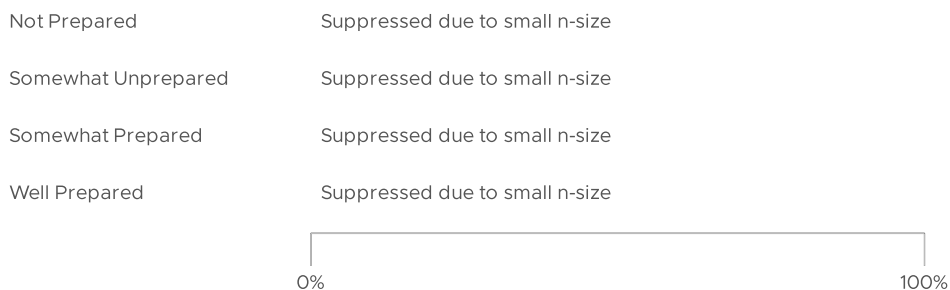 Not Prepared Suppressed due to small n-size
Somewhat Unprepared Suppressed due to small n-size
Somewhat Prepared Suppressed due to small n-size
Well Prepared Suppressed due to small n-size
0% 100%